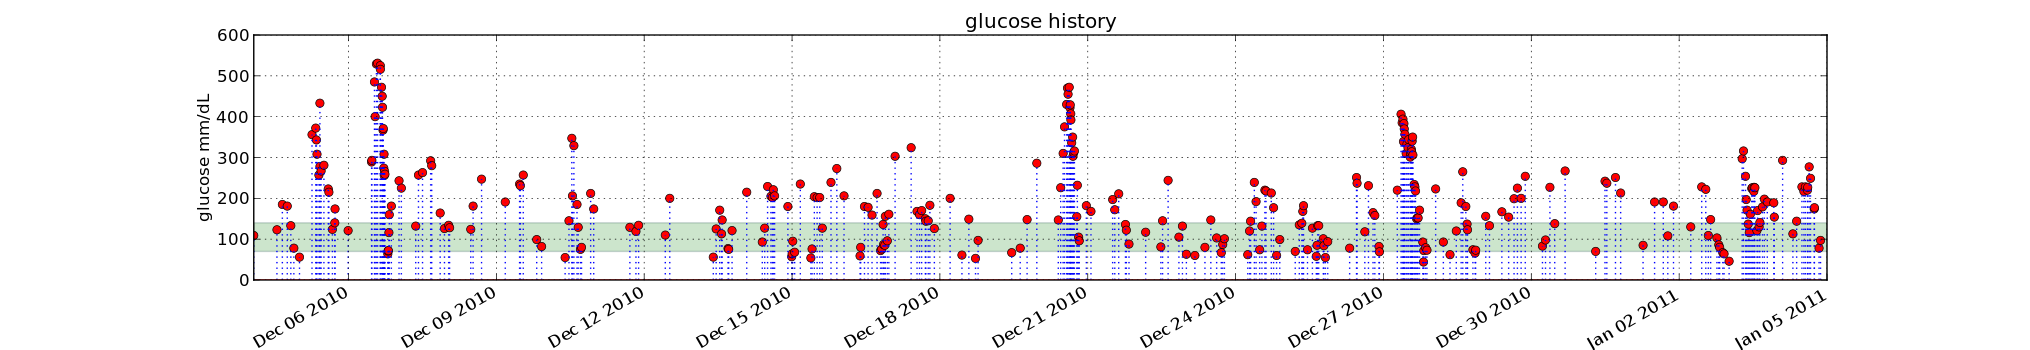 glucose history
glucose mm/dL
600
500
400
300
200
100
0
Dec 06 2010
Dec 09 2010
Dec 12 2010
Dec 15 2010
Dec 18 2010
Dec 21 2010
Dec 24 2010
Dec 27 2010
Dec 30 2010
Jan 02 2011
Jan 05 2011